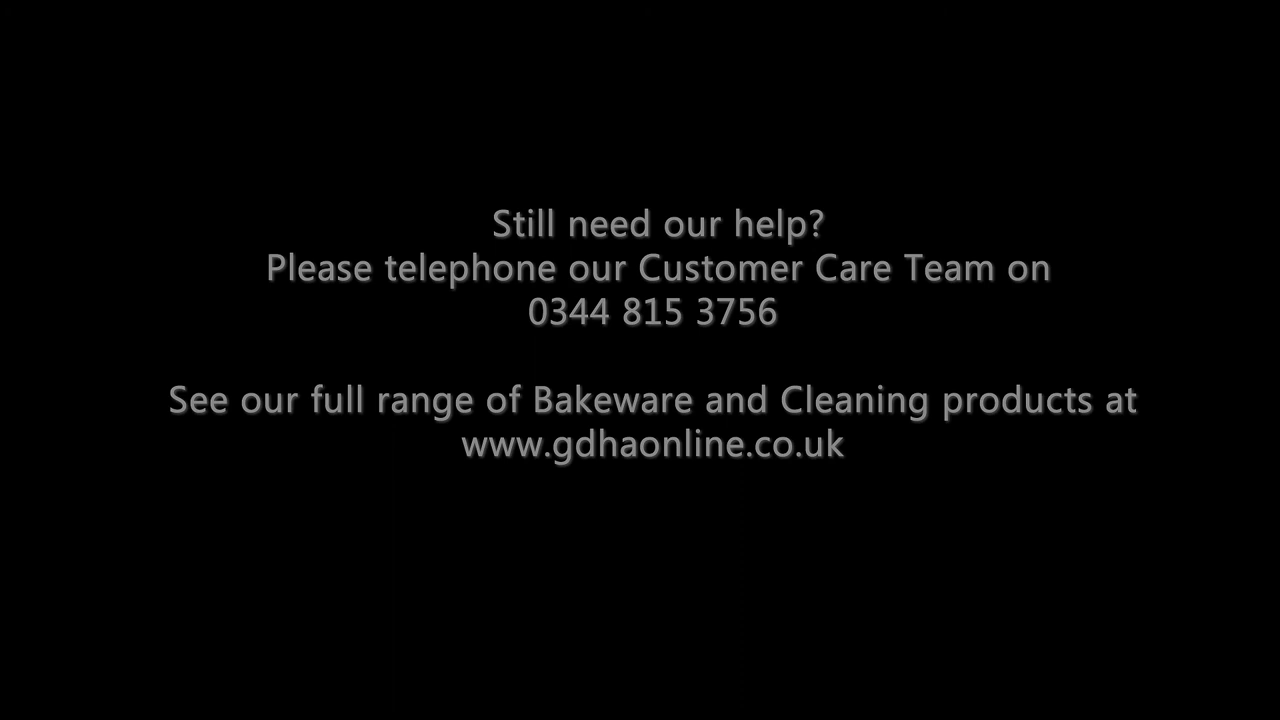 Still need our help?
Please telephone our Customer Care Team on
0344 815 3756
See our full range of Bakeware and Cleaning products at
www.gdhaonline.co.uk